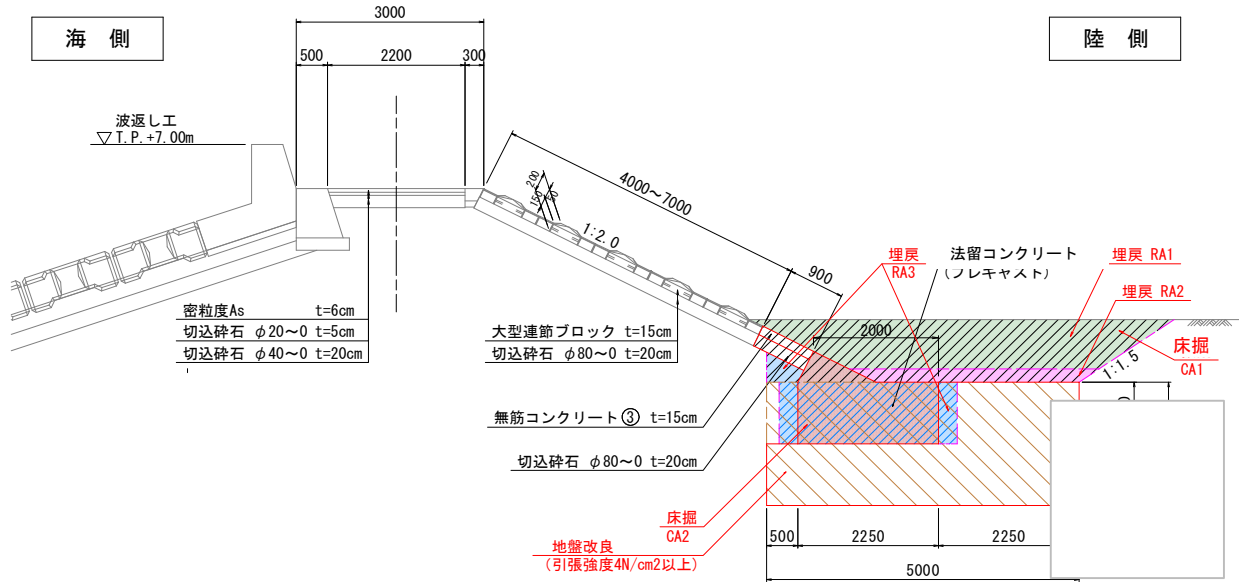 海 側
陸 側
3000
500
2200
300
波返し工
▽T.P.+7.00m
200
150
50
4000～7000
1:2.0
900
密粒度As t=6cm
切込砕石 φ20～0 t=5cm
切込砕石 φ40～0 t=20cm
大型連節ブロック t=15cm
切込砕石 φ80～0 t=20cm
埋戻
RA3
法留コンクリート
(プレキャスト)
埋戻 RA1
埋戻 RA2
2000
床掘
CA1
1:1.5
無筋コンクリート③ t=15cm
切込砕石 φ80～0 t=20cm
床掘
CA2
地盤改良
(引張強度4N/cm2以上)
500
2250
2250
5000